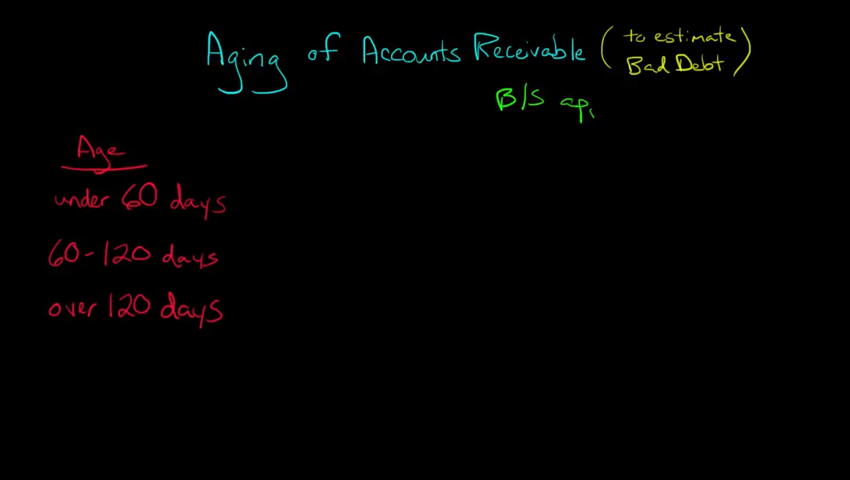 Aging of Accounts Receivable (to estimate
Bad Debt)
B/S ap
Age
under 60 days
60-120 days
over 120 days